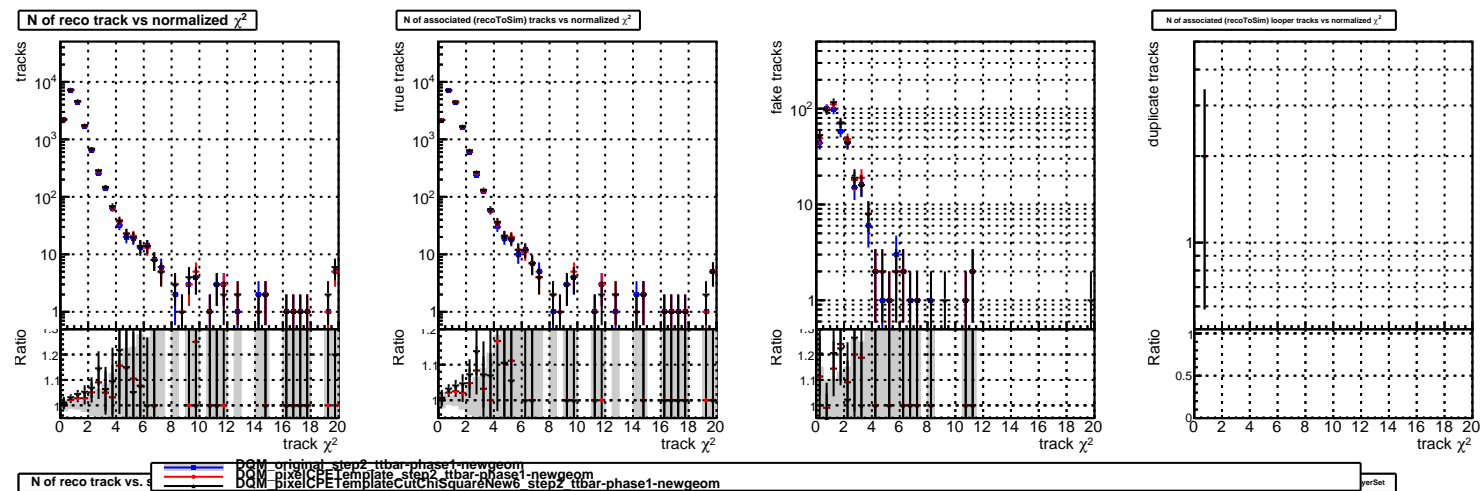 N of reco track vs normalized χ²
N of associated (recoToSim) tracks vs normalized χ²
N of associated (recoToSim) looper tracks vs normalized χ²
tracks
10⁴
10³
10²
10
1
Ratio
1.2
1.1
0 2 4 6 8 10 12 14 16 18 20
track χ²
true tracks
10⁴
10³
10²
10
1
Ratio
1.2
1.1
0 2 4 6 8 10 12 14 16 18 20
track χ²
fake tracks
10²
10
1
Ratio
1.2
1.1
0 2 4 6 8 10 12 14 16 18 20
track χ²
duplicate tracks
1
Ratio
1
0.5
0
0 2 4 6 8 10 12 14 16 18 20
track χ²
N of reco track vs. s
DQM_original_step2_ttbar-phase1-newgeom
DQM_pixelCPETemplate_step2_ttbar-phase1-newgeom
DQM_pixelCPETemplateCutChiSquareNew6_step2_ttbar-phase1-newgeom
yerSet